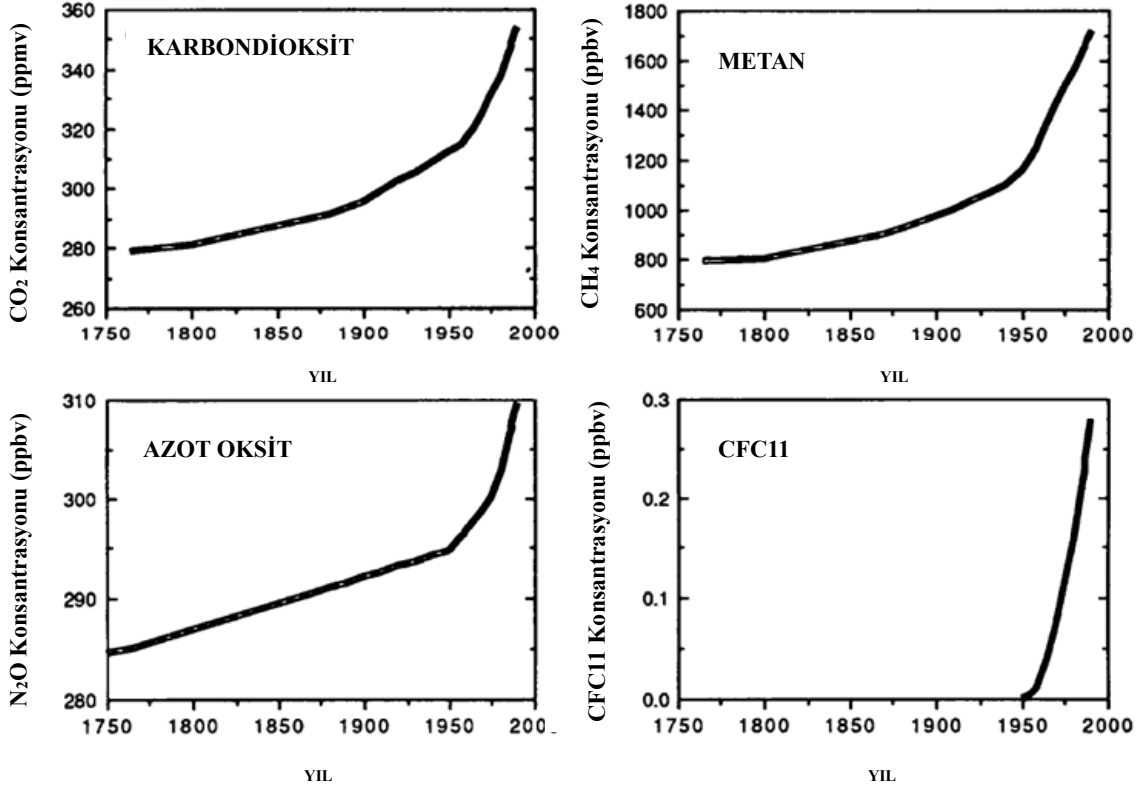 KARBONDİOKSİT
CO₂ Konsantrasyonu (ppmv)
360
340
320
300
280
260
1750 1800 1850 1900 1950 2000
YIL
METAN
CH₄ Konsantrasyonu (ppbv)
1800
1600
1400
1200
1000
800
600
1750 1800 1850 1900 1950 2000
YIL
AZOT OKSİT
N₂O Konsantrasyonu (ppbv)
310
300
290
280
1750 1800 1850 1900 1950 2000
YIL
CFC11
CFC11 Konsantrasyonu (ppbv)
0.3
0.2
0.1
0.0
1750 1800 1850 1900 1950 2000
YIL